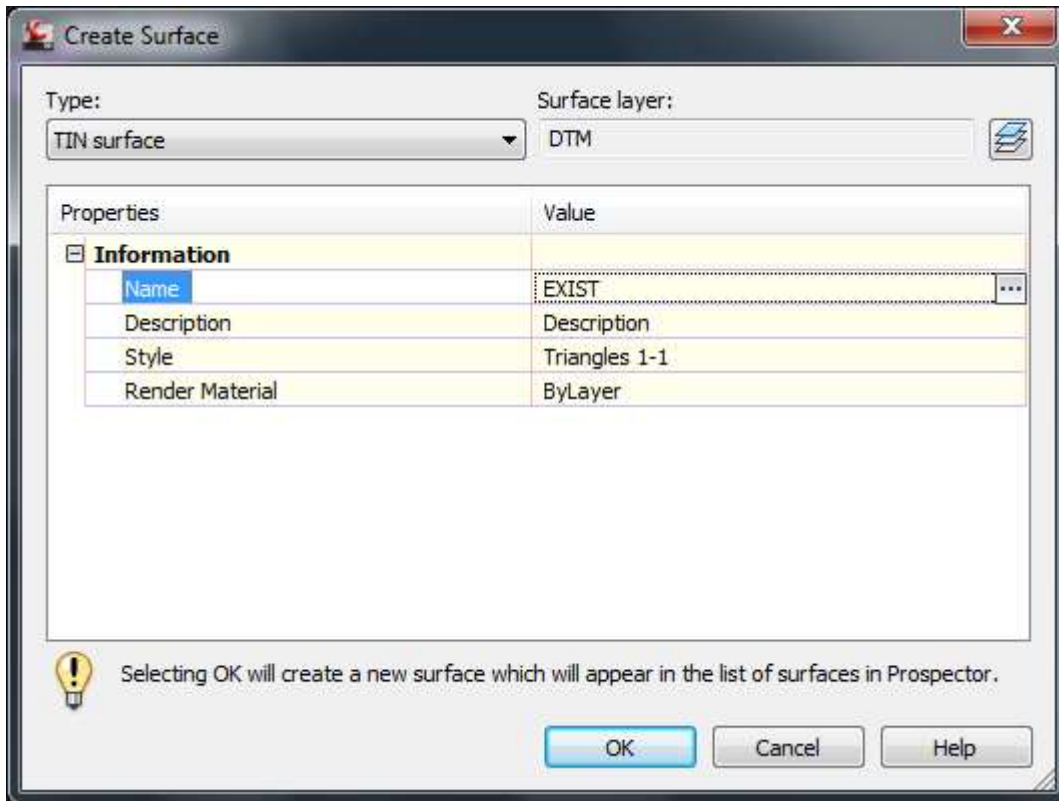 Create Surface
Type:
Surface layer:
TIN surface
DTM
Properties
Value
Information
Name
EXIST
...
Description
Description
Style
Triangles 1-1
Render Material
ByLayer
Selecting OK will create a new surface which will appear in the list of surfaces in Prospector.
OK
Cancel
Help